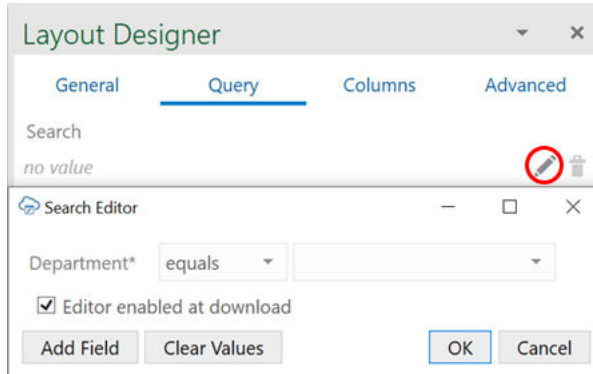 Layout Designer
General Query Columns Advanced
Search
no value
Search Editor
Department* equals
Editor enabled at download
Add Field Clear Values OK Cancel